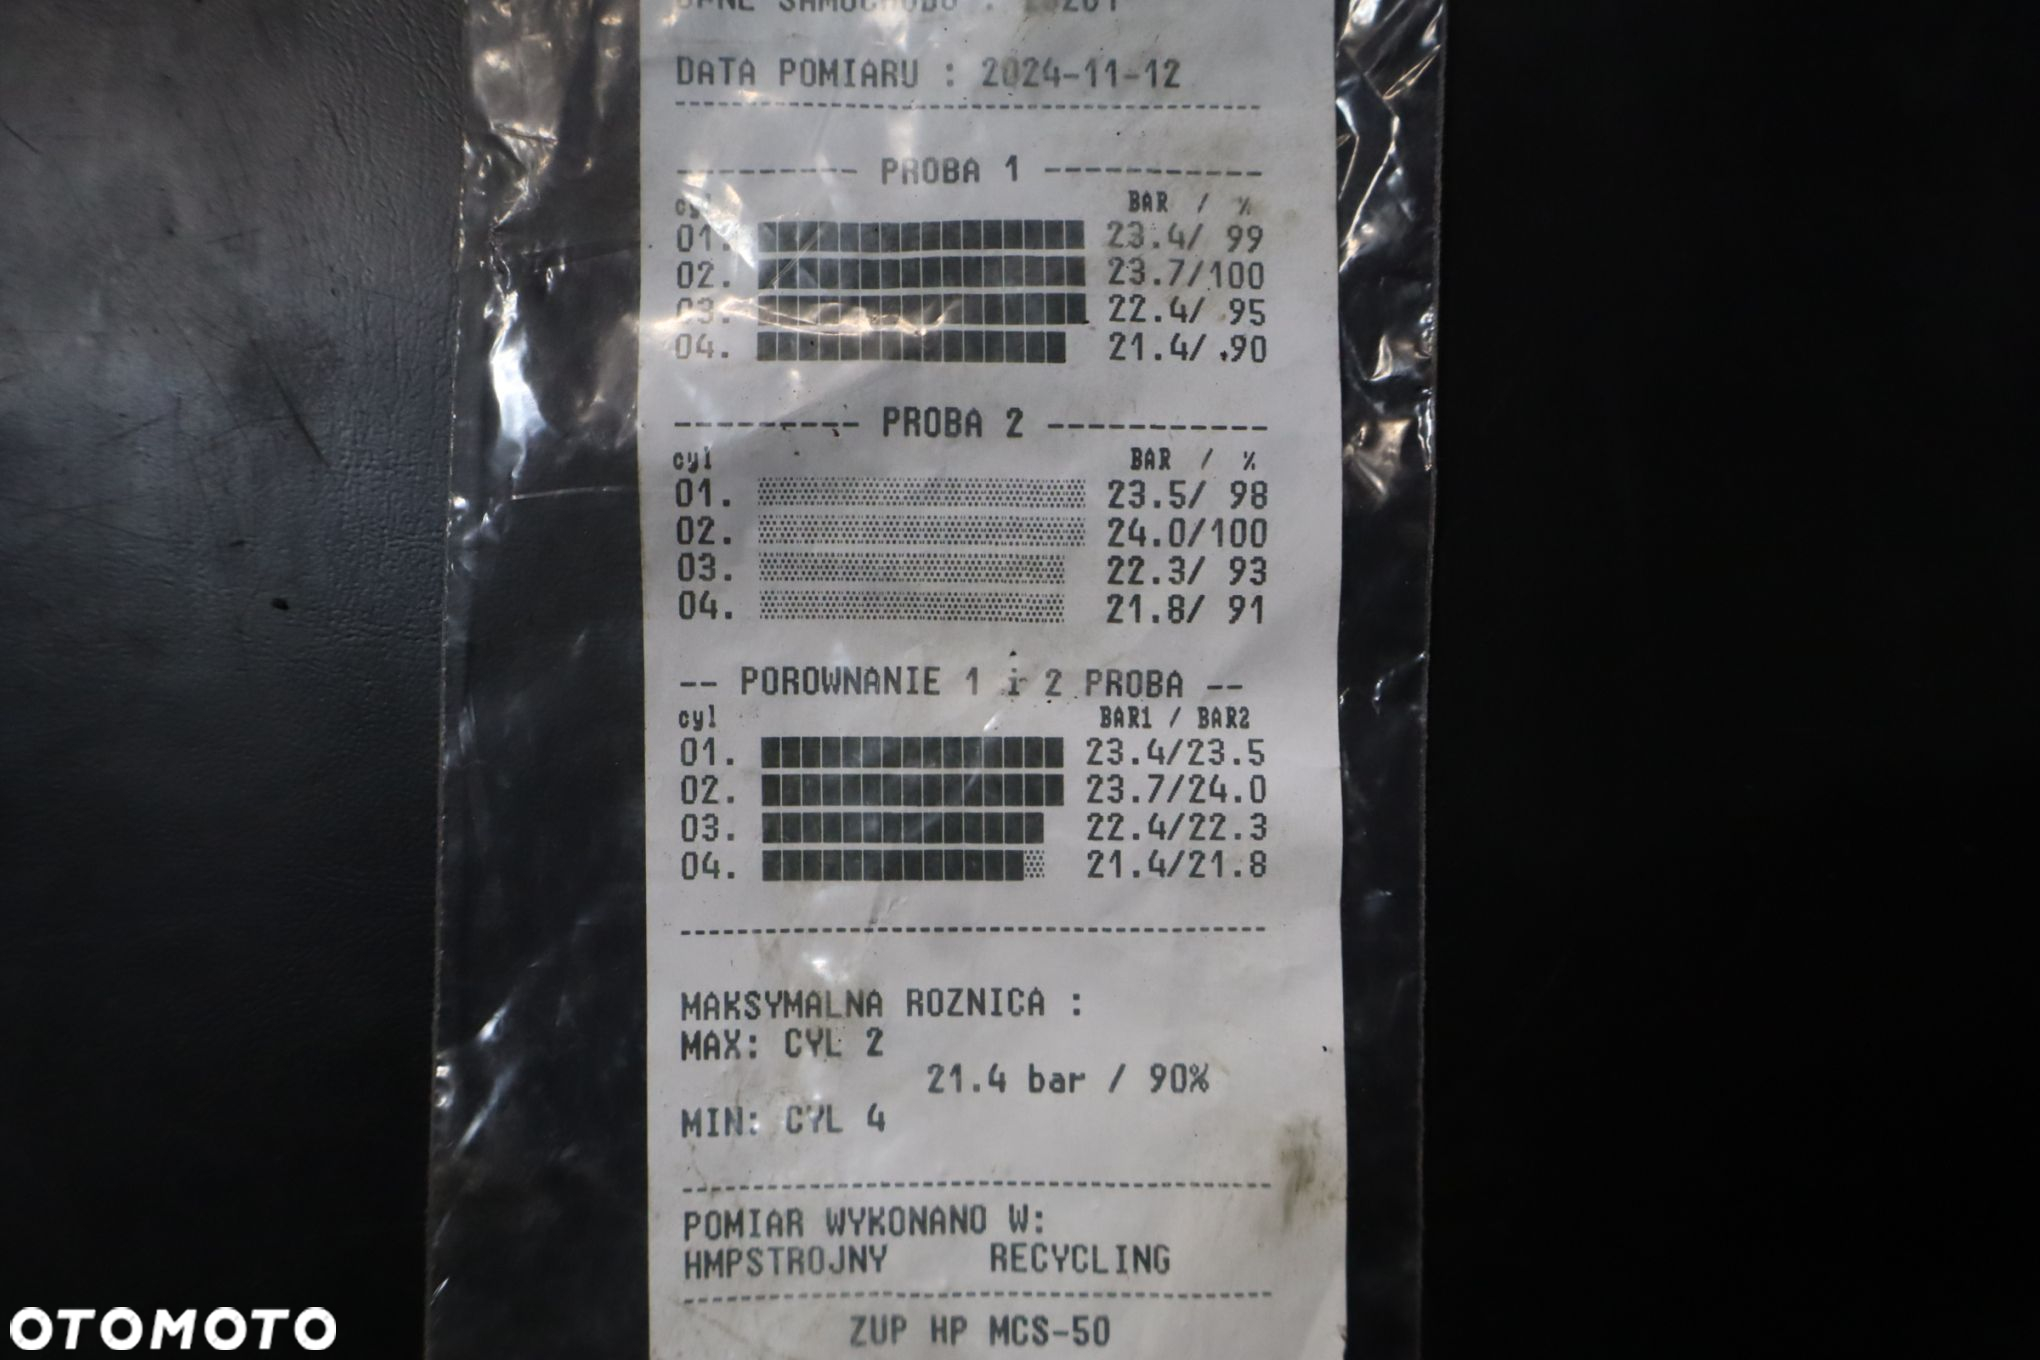 SAMOCHODU :
DATA POMIARU : 2024-11-12
--------- PROBA 1 -----------
cyl BAR / %
01. 23.4/ 99
02. 23.7/100
03. 22.4/ 95
04. 21.4/ 90
--------- PROBA 2 -----------
cyl BAR / %
01. 23.5/ 98
02. 24.0/100
03. 22.3/ 93
04. 21.8/ 91
-- POROWNANIE 1 i 2 PROBA --
cyl BAR1 / BAR2
01. 23.4/23.5
02. 23.7/24.0
03. 22.4/22.3
04. 21.4/21.8
MAKSYMALNA ROZNICA :
MAX: CYL 2
21.4 bar / 90%
MIN: CYL 4
POMIAR WYKONANO W:
HMPSTROJNY RECYCLING
ZUP HP MCS-50
OTOMOTO